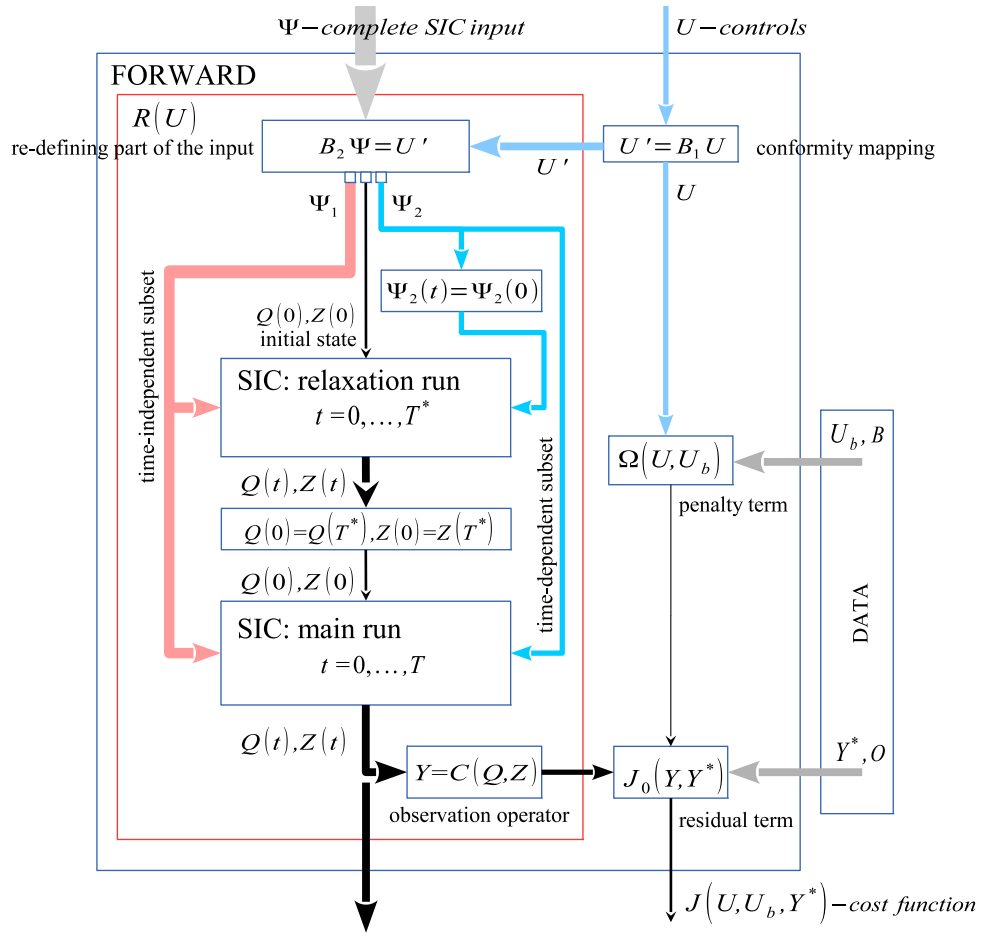 Ψ–complete SIC input
U–controls
FORWARD
R(U)
re-defining part of the input
B₂Ψ=U'
U'
U'=B₁U
conformity mapping
Ψ₁
Ψ₂
U
Ψ₂(t)=Ψ₂(0)
time-independent subset
Q(0),Z(0)
initial state
SIC: relaxation run
t=0,...,T*
time-dependent subset
Ω(U,U_b)
penalty term
U_b,B
Q(t),Z(t)
Q(0)=Q(T*),Z(0)=Z(T*)
Q(0),Z(0)
SIC: main run
t=0,...,T
DATA
Q(t),Z(t)
Y=C(Q,Z)
observation operator
J₀(Y,Y*)
residual term
Y*,O
J(U,U_b,Y*)–cost function